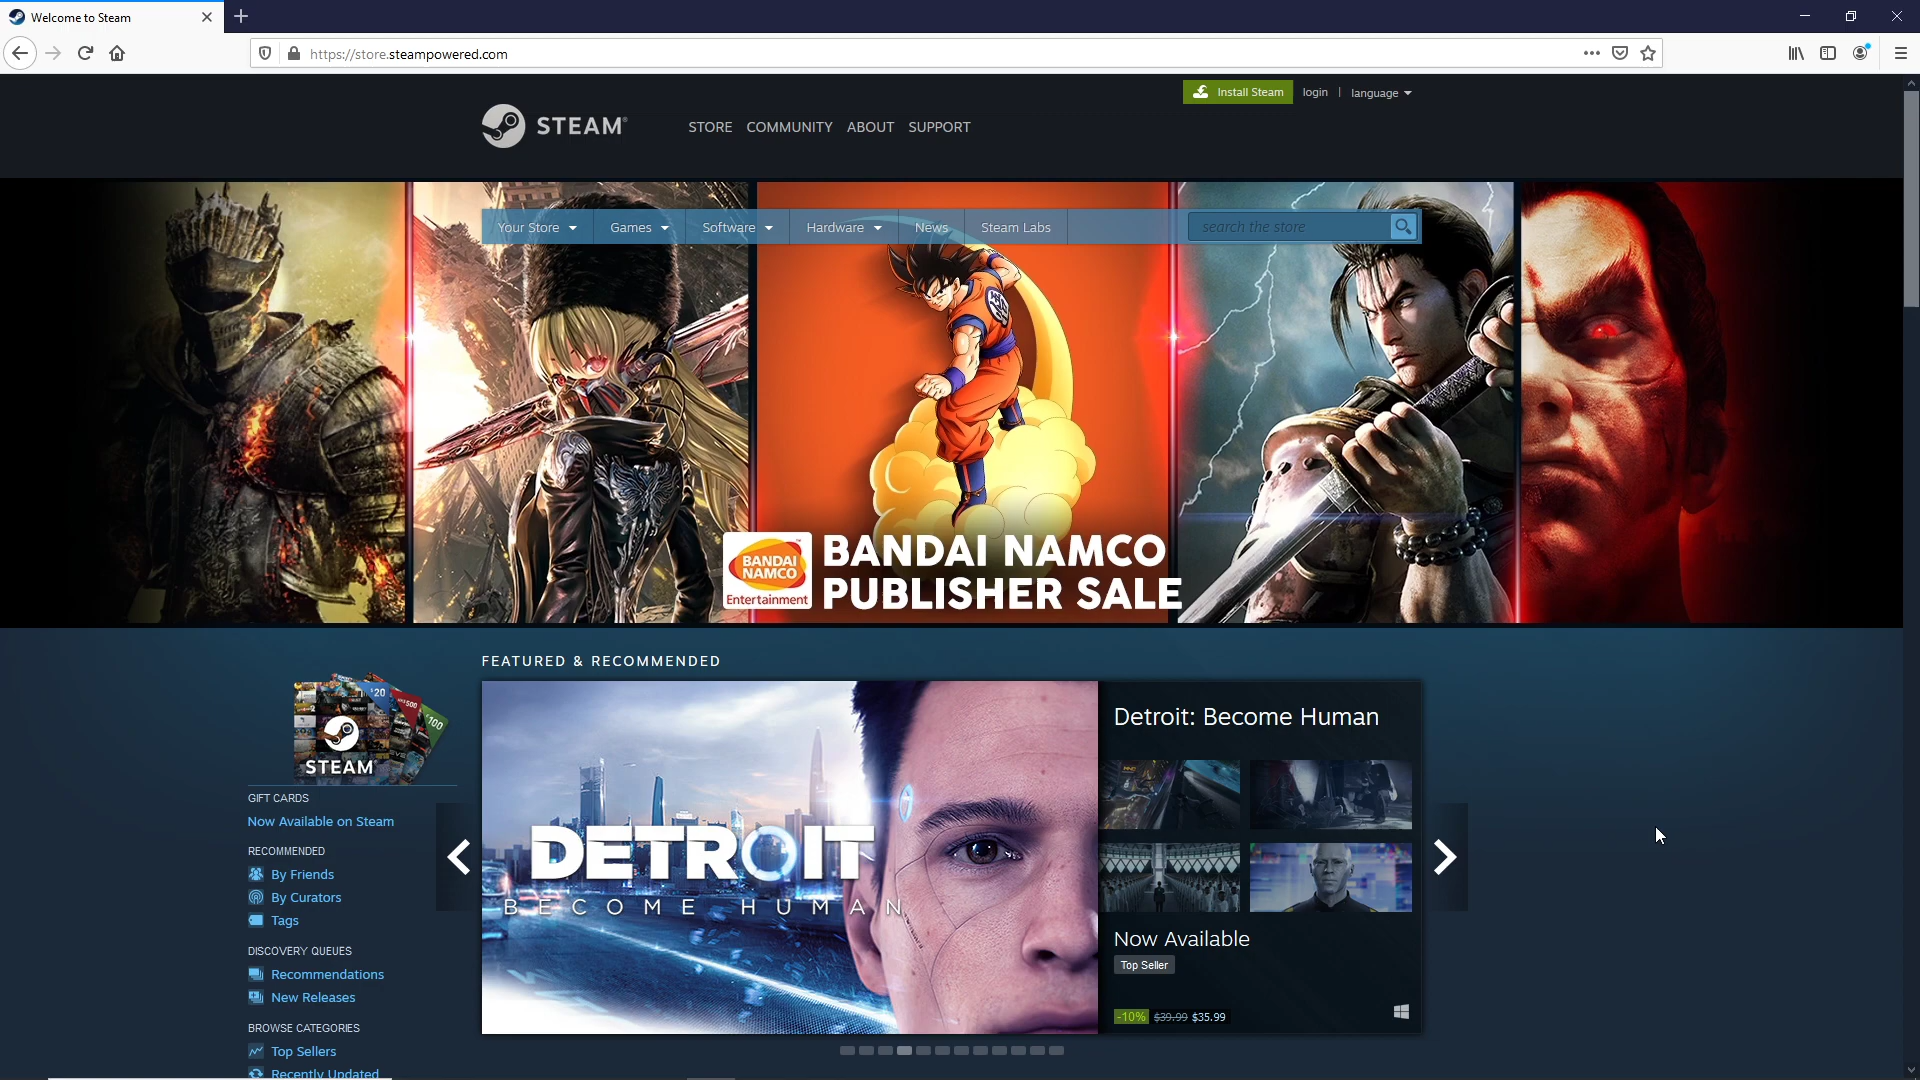 Welcome to Steam
https://store.steampowered.com
Install Steam login | language
STEAM®
STORE COMMUNITY ABOUT SUPPORT
Your Store Games Software Hardware News Steam Labs search the store
BANDAI NAMCO Entertainment
BANDAI NAMCO
PUBLISHER SALE
FEATURED & RECOMMENDED
STEAM
GIFT CARDS
Now Available on Steam
RECOMMENDED
By Friends
By Curators
Tags
DISCOVERY QUEUES
Recommendations
New Releases
BROWSE CATEGORIES
Top Sellers
Recently Updated
DETROIT
BECOME HUMAN
Detroit: Become Human
Now Available
Top Seller
-10% $39.99 $35.99